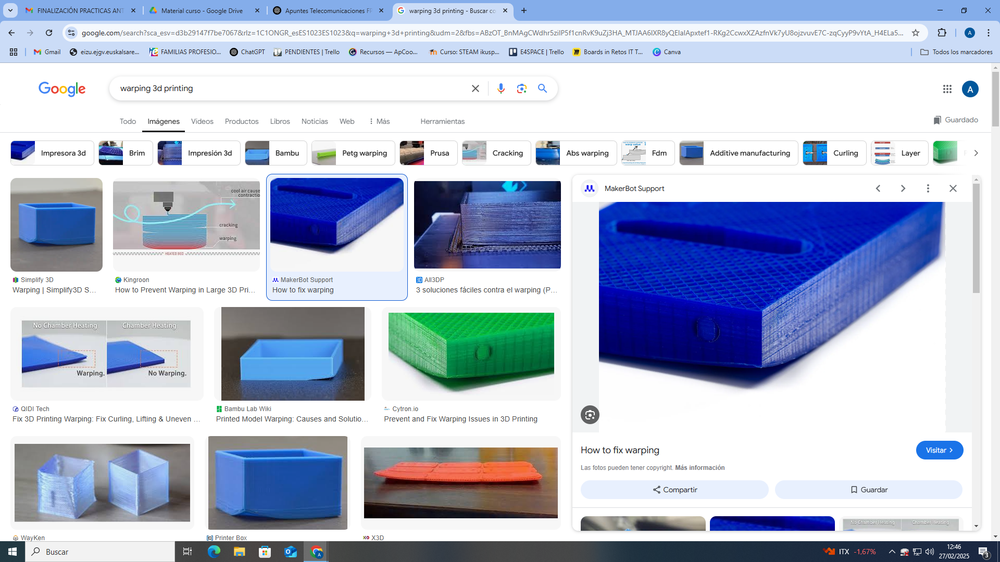 FINALIZACIÓN PRACTICAS ANT
Material curso - Google Drive
Apuntes Telecomunicaciones FP
warping 3d printing - Buscar co
google.com/search?sca_esv=d3b29147f7be7067&rlz=1C1ONGR_esES1023ES1023&q=warping+3d+printing&udm=2&fbs=
Gmail
eizu.ejgv.euskalsare...
FAMILIAS PROFESIO...
ChatGPT
PENDIENTES | Trello
Recursos — ApCoo...
Curso: STEAM ikusp...
E4SPACE | Trello
Boards in Retos IT T...
Canva
Todos los marcadores
Google
warping 3d printing
A
Todo
Imágenes
Vídeos
Productos
Libros
Noticias
Web
Más
Herramientas
Guardado
Impresora 3d
Brim
Impresión 3d
Bambu
Petg warping
Prusa
Cracking
Abs warping
Fdm
Additive manufacturing
Curling
Layer
cool air cause
contractio
cracking
warping
HEATED BED
Simplify 3D
Warping | Simplify3D S...
Kingroon
How to Prevent Warping in Large 3D Pri...
MakerBot Support
How to fix warping
All3DP
3 soluciones fáciles contra el warping (P...
No Chamber Heating
Chamber Heating
Warping.
No Warping.
QIDI Tech
Fix 3D Printing Warping: Fix Curling, Lifting & Uneven ...
Bambu Lab Wiki
Printed Model Warping: Causes and Solutio...
Cytron.io
Prevent and Fix Warping Issues in 3D Printing
WayKen
Printer Box
X3D
MakerBot Support
How to fix warping
Visitar
Las fotos pueden tener copyright. Más información
Compartir
Guardar
No Chamber Heating
Chamber Heating
Buscar
ITX -1,67%
12:46
27/02/2025
3